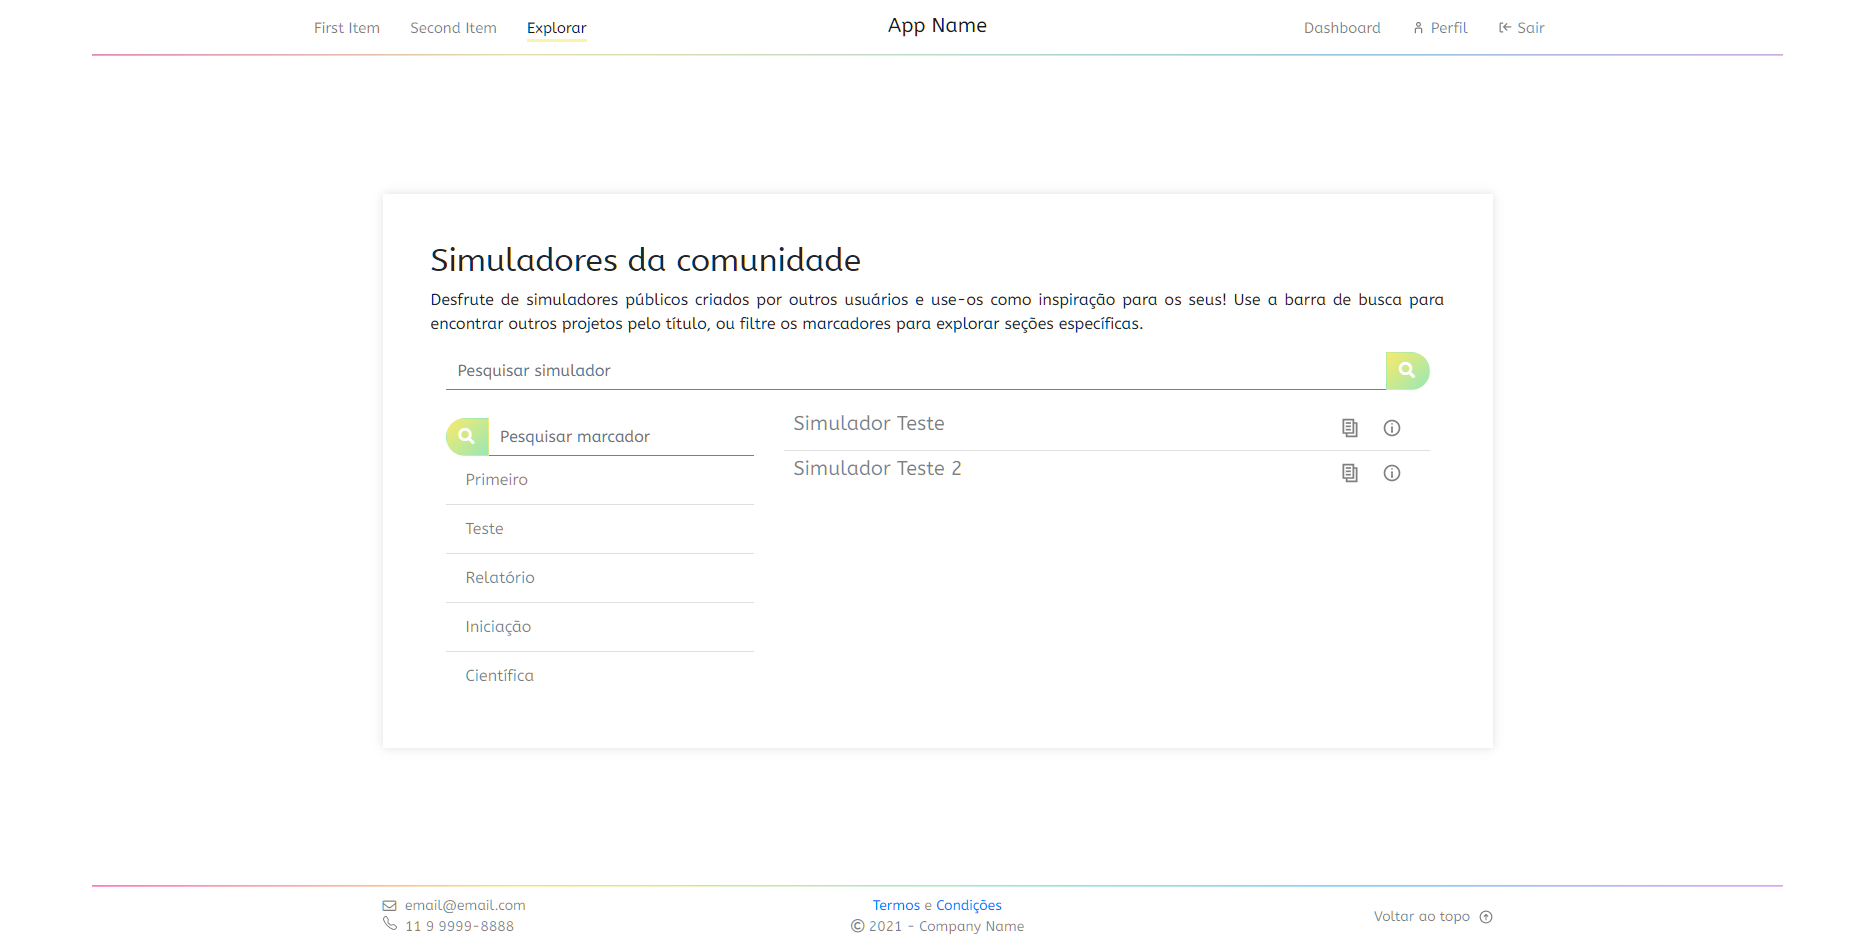 First Item Second Item Explorar App Name Dashboard Perfil Sair
Simuladores da comunidade
Desfrute de simuladores públicos criados por outros usuários e use-os como inspiração para os seus! Use a barra de busca para
encontrar outros projetos pelo título, ou filtre os marcadores para explorar seções específicas.
Pesquisar simulador
Pesquisar marcador
Primeiro
Teste
Relatório
Iniciação
Científica
Simulador Teste
Simulador Teste 2
email@email.com
11 9 9999-8888
Termos e Condições
© 2021 - Company Name
Voltar ao topo